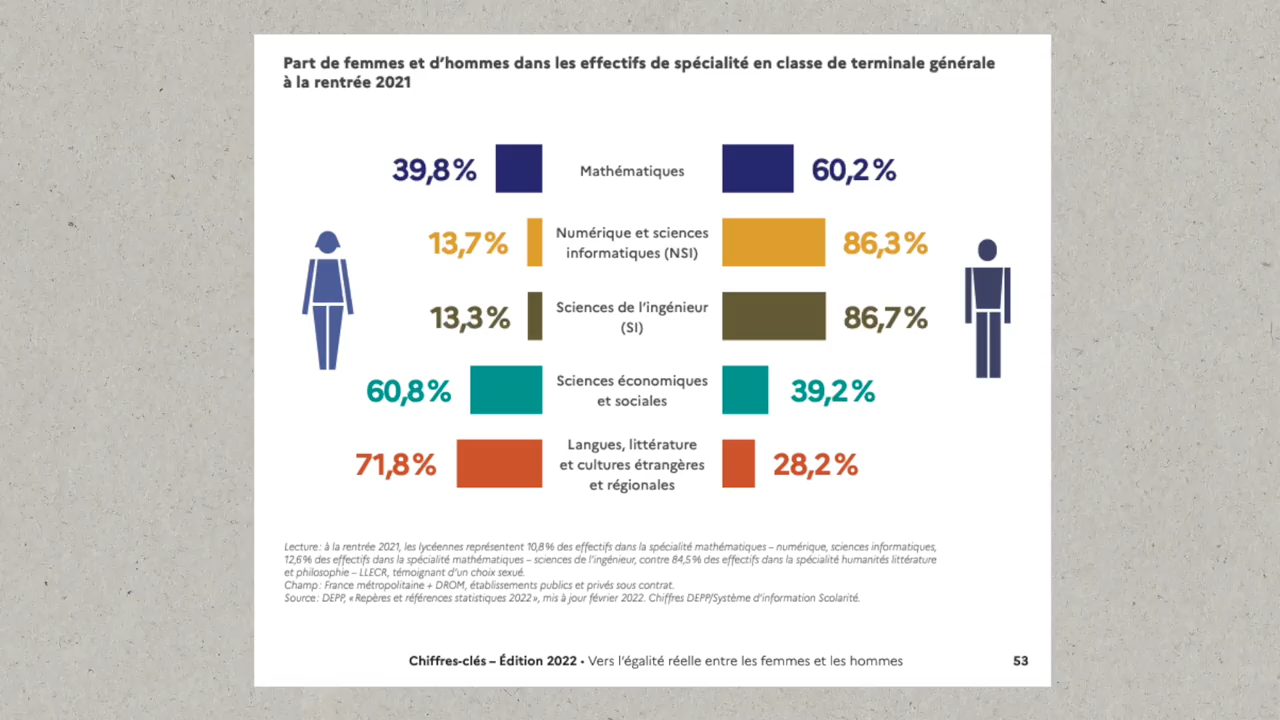 Part de femmes et d’hommes dans les effectifs de spécialité en classe de terminale générale
à la rentrée 2021
39,8%
Mathématiques
60,2%
13,7%
Numérique et sciences
informatiques (NSI)
86,3%
13,3%
Sciences de l’ingénieur
(SI)
86,7%
60,8%
Sciences économiques
et sociales
39,2%
71,8%
Langues, littérature
et cultures étrangères
et régionales
28,2%
Lecture : à la rentrée 2021, les lycéennes représentent 10,8% des effectifs dans la spécialité mathématiques – numérique, sciences informatiques,
12,6% des effectifs dans la spécialité mathématiques – sciences de l’ingénieur, contre 84,5% des effectifs dans la spécialité humanités littérature
et philosophie – LLECR, témoignant d’un choix sexué.
Champ : France métropolitaine + DROM, établissements publics et privés sous contrat.
Source : DEPP, « Repères et références statistiques 2022 », mis à jour février 2022. Chiffres DEPP/Système d’information Scolarité.
Chiffres-clés – Édition 2022 • Vers l’égalité réelle entre les femmes et les hommes
53